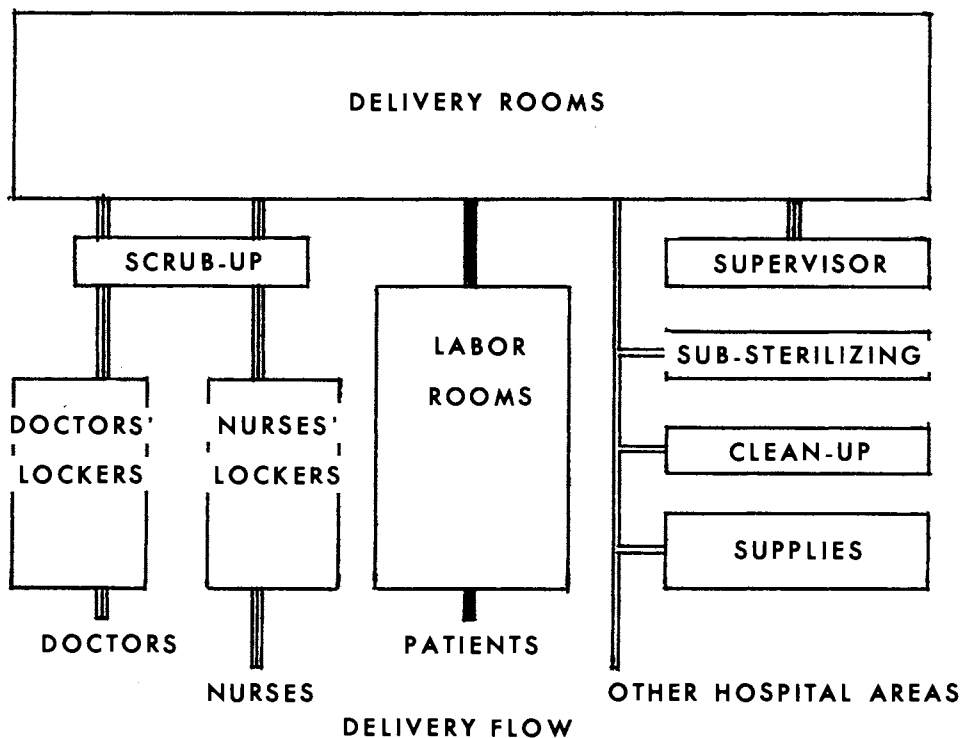 DELIVERY ROOMS
SCRUB-UP
SUPERVISOR
LABOR
ROOMS
SUB-STERILIZING
DOCTORS'
LOCKERS
NURSES'
LOCKERS
CLEAN-UP
SUPPLIES
DOCTORS
NURSES
PATIENTS
OTHER HOSPITAL AREAS
DELIVERY FLOW